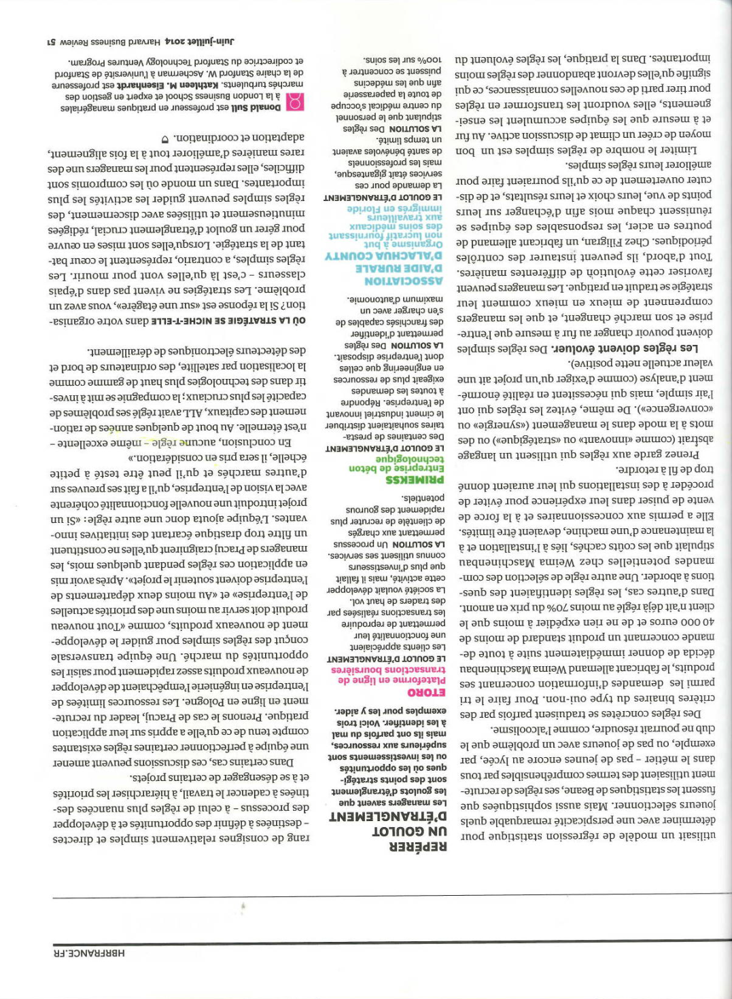 HBRFRANCE.FR
utilisait un modèle de régression statistique pour
déterminer avec une perspicacité remarquable quels
joueurs sélectionner. Mais aussi sophistiquées que
fussent les statistiques de Beane, ses règles de recrute-
ment utilisaient des termes compréhensibles par tous
dans le métier – pas de jeunes encore au lycée, par
exemple, ou pas de joueurs avec un problème que le
club ne pourrait résoudre, comme l'alcoolisme.
Des règles concrètes se traduisent parfois par des
critères binaires du type oui-non. Pour faire le tri
parmi les demandes d'information concernant ses
produits, le fabricant allemand Weima Maschinenbau
décida de donner immédiatement suite à toute de-
mande concernant un produit standard de moins de
40 000 euros et de ne rien expédier à moins que le
client n'ait déjà réglé au moins 70% du prix en amont.
Dans d'autres cas, les règles identifiaient des ques-
tions à aborder. Une autre règle de sélection des com-
mandes potentielles chez Weima Maschinenbau
stipulait que les coûts cachés, liés à l'installation et à
la maintenance d'une machine, devaient être limités.
Elle a permis aux concessionnaires et à la force de
vente de puiser dans leur expérience pour éviter de
procéder à des installations qui leur auraient donné
trop de fil à retordre.
Prenez garde aux règles qui utilisent un langage
abstrait (comme «innovant» ou «stratégique») ou des
mots à la mode dans le management («synergie» ou
«convergence»). De même, évitez les règles qui ont
l'air simple, mais qui nécessitent en réalité énormé-
ment d'analyse (comme d'exiger qu'un projet ait une
valeur actuelle nette positive).
Les règles doivent évoluer. Des règles simples
doivent pouvoir changer au fur à mesure que l'entre-
prise et son marché changent, et que les managers
comprennent de mieux en mieux comment leur
stratégie se traduit en pratique. Les managers peuvent
favoriser cette évolution de différentes manières.
Tout d'abord, ils peuvent instaurer des contrôles
périodiques. Chez Filigran, un fabricant allemand de
poutres en acier, les responsables des équipes se
réunissent chaque mois afin d'échanger sur leurs
points de vue, leurs choix et leurs résultats, et de dis-
cuter ouvertement de ce qu'ils pourraient faire pour
améliorer leurs règles simples.
Limiter le nombre de règles simples est un bon
moyen de créer un climat de discussion active. Au fur
et à mesure que les équipes accumulent les ensei-
gnements, elles voudront les transformer en règles
pour tirer parti de ces nouvelles connaissances, ce qui
signifie qu'elles devront abandonner des règles moins
importantes. Dans la pratique, les règles évoluent du
REPÉRER
UN GOULOT
D'ÉTRANGLEMENT
Les managers savent que
les goulots d'étranglement
sont des points stratégi-
ques où les opportunités
ou les investissements sont
supérieurs aux ressources,
mais ils ont parfois du mal
à les identifier. Voici trois
exemples pour les y aider.
ETORO
Plateforme en ligne de
transactions boursières
LE GOULOT D'ÉTRANGLEMENT
Les clients appréciaient
une fonctionnalité leur
permettant de reproduire
les transactions réalisées par
des traders de haut vol.
La société voulait développer
cette activité, mais il fallait
que plus d'investisseurs
connus utilisent ses services.
LA SOLUTION Un processus
permettant aux chargés
de clientèle de recruter plus
rapidement des gourous
potentiels.
PRIMEKSS
Entreprise de béton
technologique
LE GOULOT D'ÉTRANGLEMENT
Des certaines de presta-
taires souhaitaient distribuer
le ciment industriel innovant
de l'entreprise. Répondre
à toutes les demandes
exigeait plus de ressources
en engineering que celles
dont l'entreprise disposait.
LA SOLUTION Des règles
permettant d'identifier
des franchisés capables de
s'en charger avec un
maximum d'autonomie.
ASSOCIATION
D'AIDE RURALE
D'ALACHUA COUNTY
Organisme à but
non lucratif fournissant
des soins médicaux
aux travailleurs
immigrés en Floride
LE GOULOT D'ÉTRANGLEMENT
La demande pour ces
services était gigantesque,
mais les professionnels
de santé bénévoles avaient
un temps limité.
LA SOLUTION Des règles
stipulant que le personnel
du centre médical s'occupe
de toute la paperasserie
afin que les médecins
puissent se concentrer à
100% sur les soins.
rang de consignes relativement simples et directes
– destinées à définir des opportunités et à développer
des processus – à celui de règles plus nuancées des-
tinées à cadencer le travail, à hiérarchiser les priorités
et à se désengager de certains projets.
Dans certains cas, ces discussions peuvent amener
une équipe à perfectionner certaines règles existantes
compte tenu de ce qu'elle a appris sur leur application
pratique. Prenons le cas de Pracuj, leader du recrute-
ment en ligne en Pologne. Les ressources limitées de
l'entreprise en ingénierie l'empêchaient de développer
de nouveaux produits assez rapidement pour saisir les
opportunités du marché. Une équipe transversale
conçut des règles simples pour guider le développe-
ment de nouveaux produits, comme «Tout nouveau
produit doit servir au moins une des priorités actuelles
de l'entreprise» et «Au moins deux départements de
l'entreprise doivent soutenir le projet». Après avoir mis
en application ces règles pendant quelques mois, les
managers de Pracuj craignirent qu'elles ne constituent
un filtre trop drastique écartant des initiatives inno-
vantes. L'équipe ajouta donc une autre règle: «Si un
projet introduit une nouvelle fonctionnalité cohérente
avec la vision de l'entreprise, qu'il a fait ses preuves sur
d'autres marchés et qu'il peut être testé à petite
échelle, il sera pris en considération.»
En conclusion, aucune règle – même excellente –
n'est éternelle. Au bout de quelques années de ration-
nement des capitaux, ALL avait réglé ses problèmes de
capacité les plus cruciaux; la compagnie se mit à inves-
tir dans des technologies plus haut de gamme comme
la localisation par satellite, des ordinateurs de bord et
des détecteurs électroniques de déraillement.
OÙ LA STRATÉGIE SE NICHE-T-ELLE dans votre organisa-
tion? Si la réponse est «sur une étagère», vous avez un
problème. Les stratégies ne vivent pas dans d'épais
classeurs – c'est là qu'elles vont pour mourir. Les
règles simples, a contrario, représentent le cœur bat-
tant de la stratégie. Lorsqu'elles sont mises en œuvre
pour gérer un goulot d'étranglement crucial, rédigées
minutieusement et utilisées avec discernement, des
règles simples peuvent guider les activités les plus
importantes. Dans un monde où les compromis sont
difficiles, elles représentent pour les managers une des
rares manières d'améliorer tout à la fois alignement,
adaptation et coordination.
Donald Sull est professeur en pratiques managériales
à la London Business School et expert en gestion des
marchés turbulents. Kathleen M. Eisenhardt est professeure
de la chaire Stanford W. Ascherman à l'université de Stanford
et codirectrice du Stanford Technology Ventures Program.
Juin-juillet 2014 Harvard Business Review 51